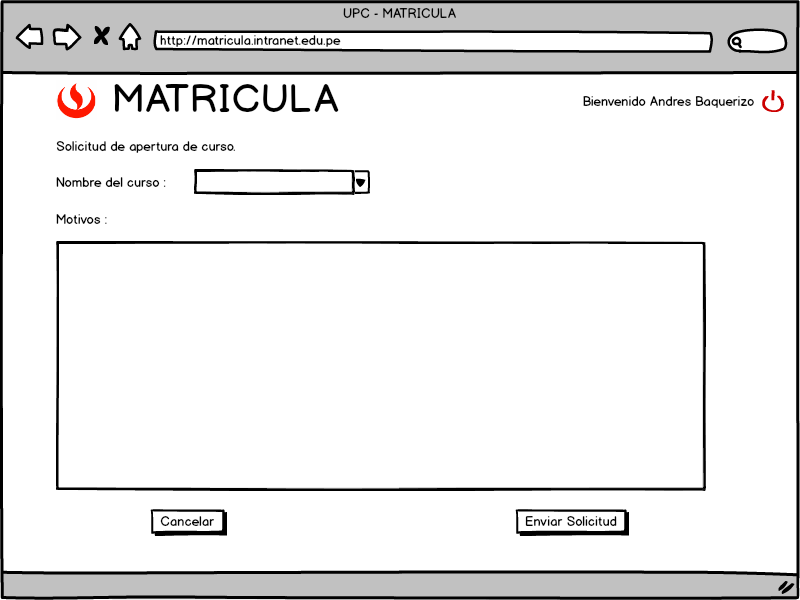 UPC - MATRICULA
http://matricula.intranet.edu.pe
MATRICULA
Bienvenido Andres Baquerizo
Solicitud de apertura de curso.
Nombre del curso :
Motivos :
Cancelar
Enviar Solicitud